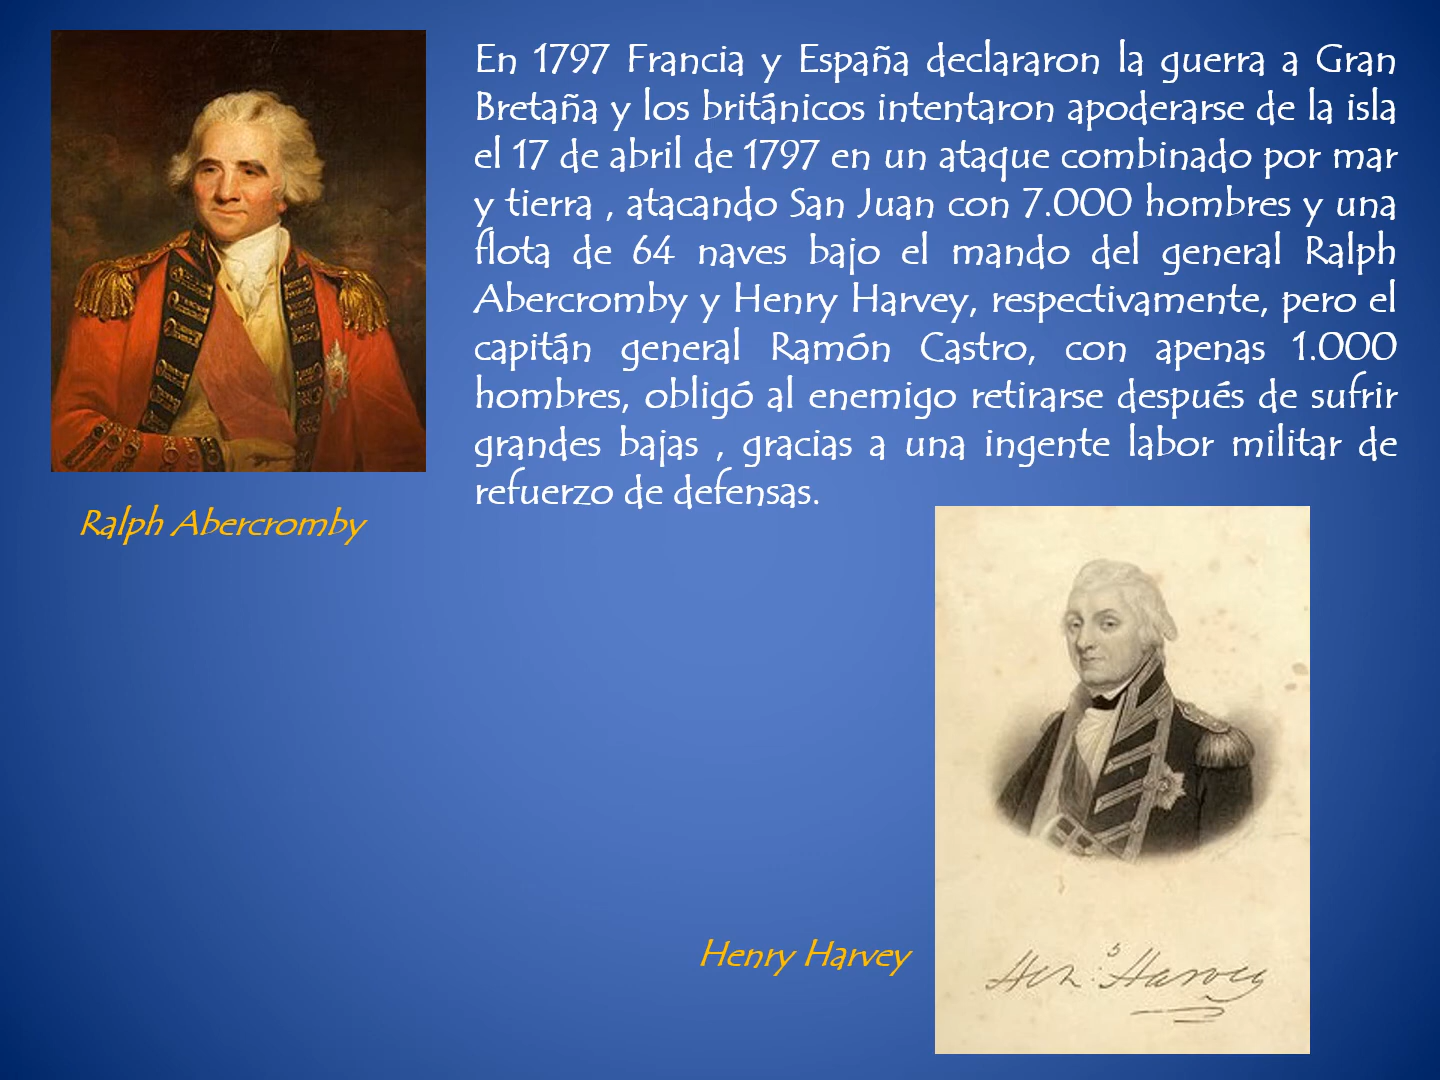 En 1797 Francia y España declararon la guerra a Gran
Bretaña y los británicos intentaron apoderarse de la isla
el 17 de abril de 1797 en un ataque combinado por mar
y tierra , atacando San Juan con 7.000 hombres y una
flota de 64 naves bajo el mando del general Ralph
Abercromby y Henry Harvey, respectivamente, pero el
capitán general Ramón Castro, con apenas 1.000
hombres, obligó al enemigo retirarse después de sufrir
grandes bajas , gracias a una ingente labor militar de
refuerzo de defensas.
Ralph Abercromby
Henry Harvey
Hen: Harvey